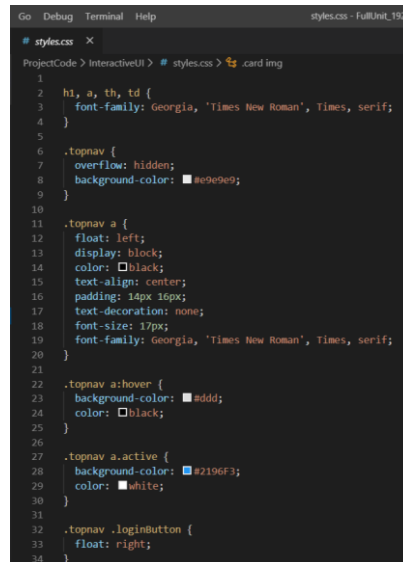 Go Debug Terminal Help styles.css - FullUnit_19
# styles.css ×
ProjectCode > InteractiveUI > # styles.css > .card img
1
2 h1, a, th, td {
3 font-family: Georgia, 'Times New Roman', Times, serif;
4 }
5
6 .topnav {
7 overflow: hidden;
8 background-color: #e9e9e9;
9 }
10
11 .topnav a {
12 float: left;
13 display: block;
14 color: black;
15 text-align: center;
16 padding: 14px 16px;
17 text-decoration: none;
18 font-size: 17px;
19 font-family: Georgia, 'Times New Roman', Times, serif;
20 }
21
22 .topnav a:hover {
23 background-color: #ddd;
24 color: black;
25 }
26
27 .topnav a.active {
28 background-color: #2196F3;
29 color: white;
30 }
31
32 .topnav .loginButton {
33 float: right;
34 }